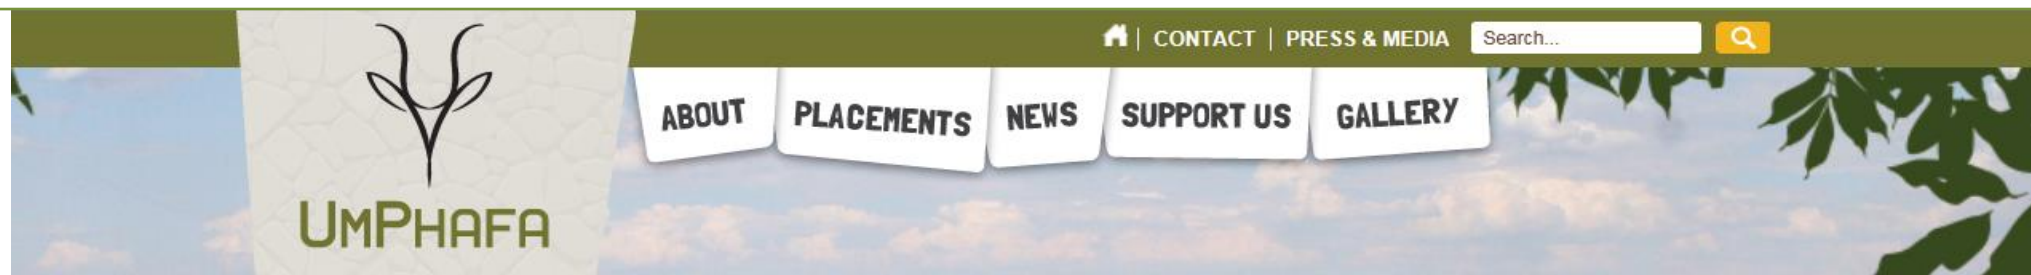 CONTACT | PRESS & MEDIA Search...
ABOUT PLACEMENTS NEWS SUPPORT US GALLERY
UMPHAFA